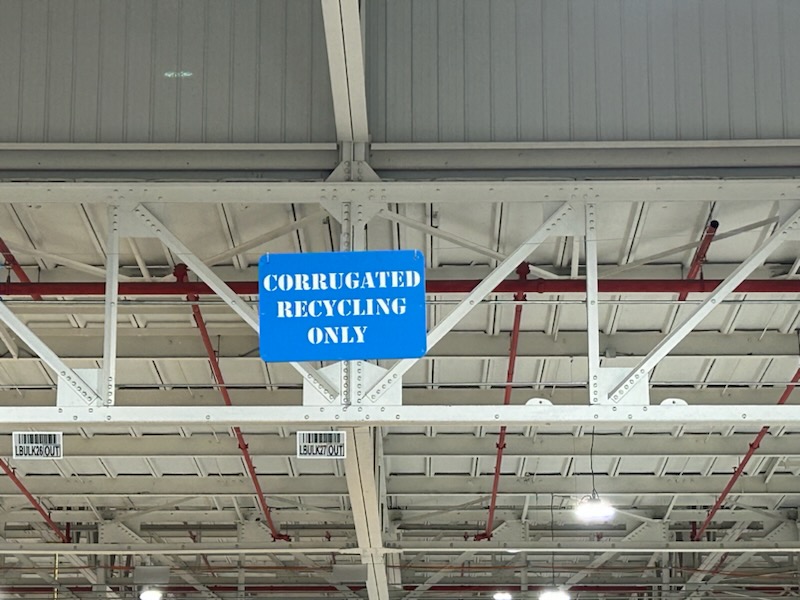 CORRUGATED
RECYCLING
ONLY
LBULK26 OUT
LBULK27 OUT